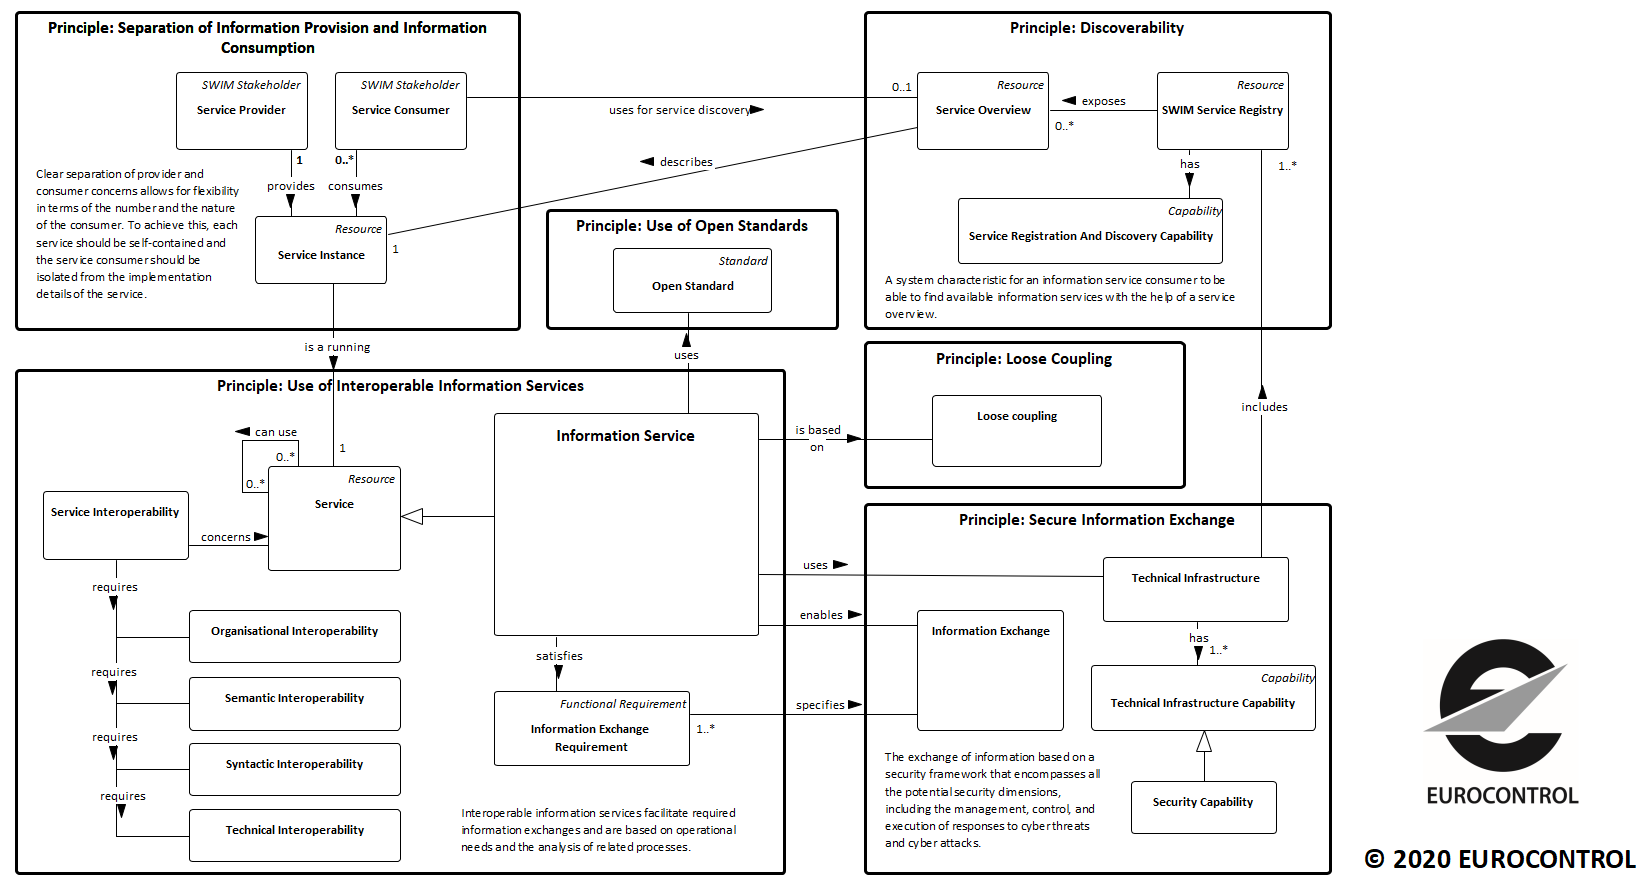 Principle: Separation of Information Provision and Information
Consumption
SWIM Stakeholder
Service Provider
SWIM Stakeholder
Service Consumer
1
0..*
provides
consumes
Clear separation of provider and
consumer concerns allows for flexibility
in terms of the number and the nature
of the consumer. To achieve this, each
service should be self-contained and
the service consumer should be
isolated from the implementation
details of the service.
Resource
Service Instance
1
uses for service discovery
describes
Principle: Discoverability
0..1
Resource
Service Overview
exposes
0..*
Resource
SWIM Service Registry
has
1..*
Capability
Service Registration And Discovery Capability
A system characteristic for an information service consumer to be
able to find available information services with the help of a service
overview.
Principle: Use of Open Standards
Standard
Open Standard
is a running
uses
includes
Principle: Use of Interoperable Information Services
can use
0..*
0..*
1
Resource
Service
Service Interoperability
concerns
requires
Organisational Interoperability
requires
Semantic Interoperability
requires
Syntactic Interoperability
requires
Technical Interoperability
Information Service
satisfies
Functional Requirement
Information Exchange
Requirement
1..*
Interoperable information services facilitate required
information exchanges and are based on operational
needs and the analysis of related processes.
is based
on
uses
enables
specifies
Principle: Loose Coupling
Loose coupling
Principle: Secure Information Exchange
Technical Infrastructure
Information Exchange
has
1..*
Capability
Technical Infrastructure Capability
Security Capability
The exchange of information based on a
security framework that encompasses all
the potential security dimensions,
including the management, control, and
execution of responses to cyber threats
and cyber attacks.
EUROCONTROL
© 2020 EUROCONTROL